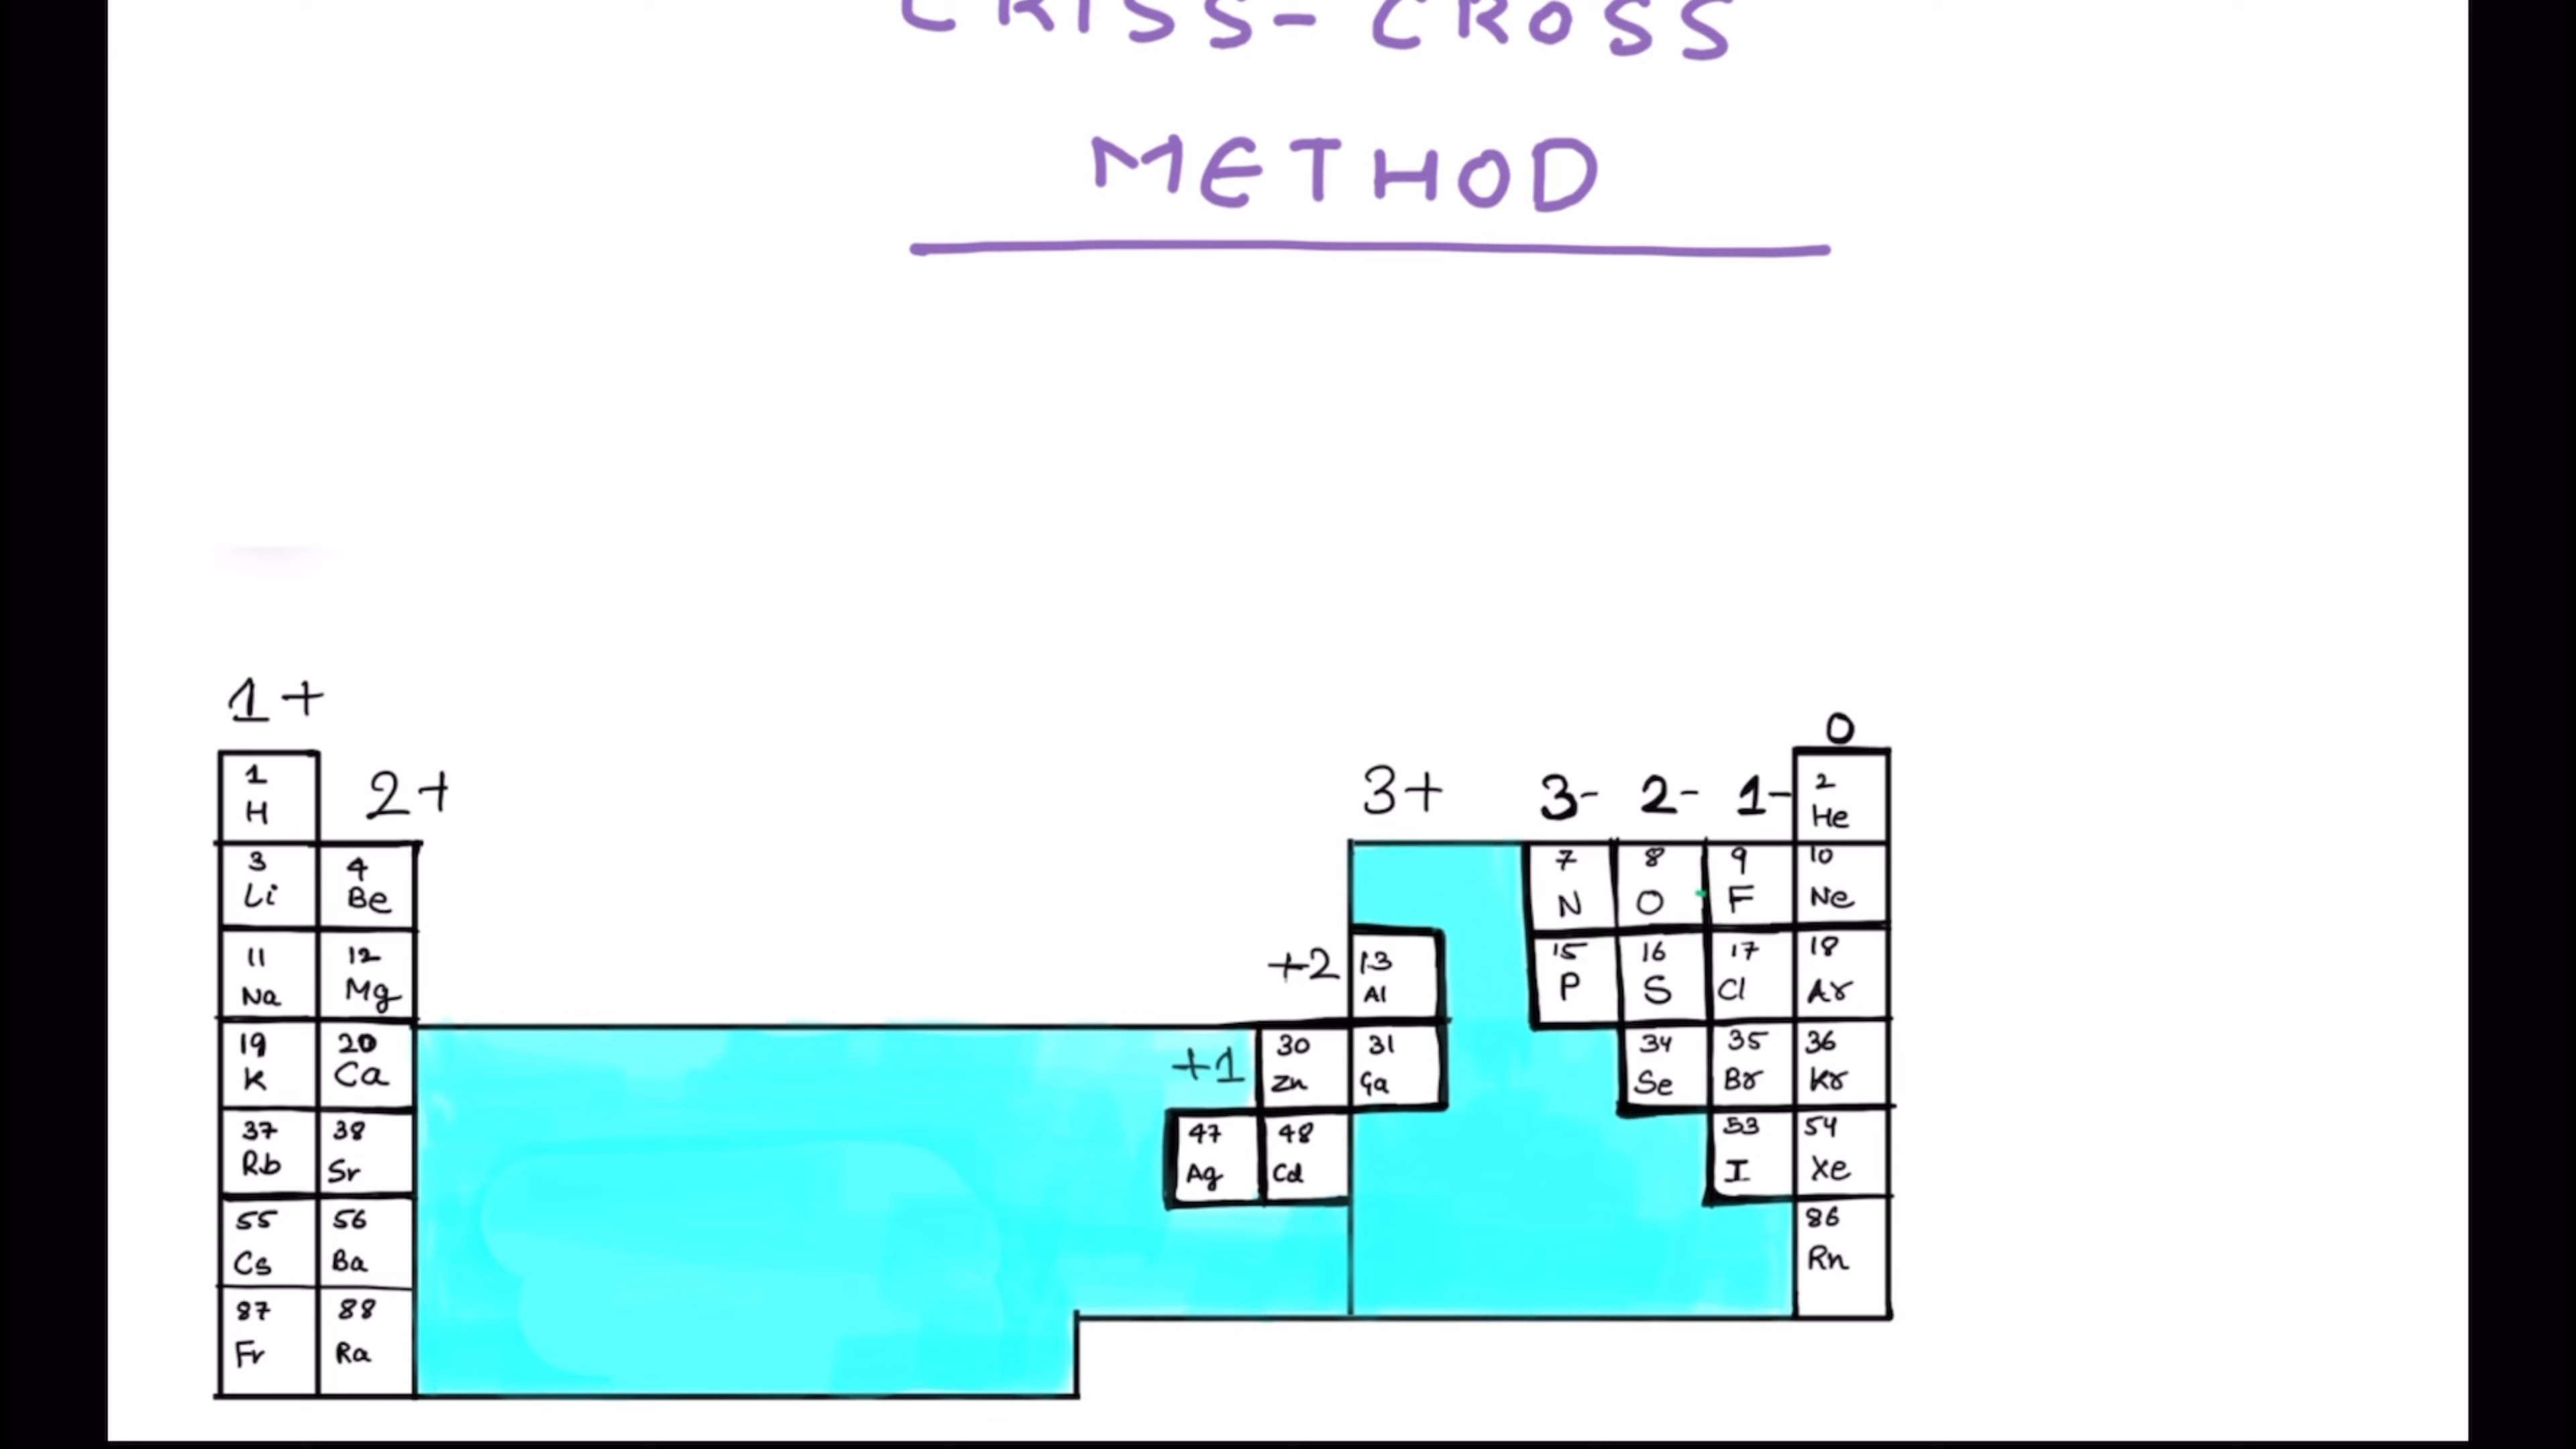 CRISS-CROSS
METHOD
1+
0
2+
3+ 3- 2- 1-
1 2
H He
3 4 7 8 9 10
Li Be N O F Ne
11 12 +2 13 15 16 17 18
Na Mg Al P S Cl Ar
19 20 +1 30 31 34 35 36
K Ca Zn Ga Se Br Kr
37 38 47 48 53 54
Rb Sr Ag Cd I Xe
55 56 86
Cs Ba Rn
87 88
Fr Ra